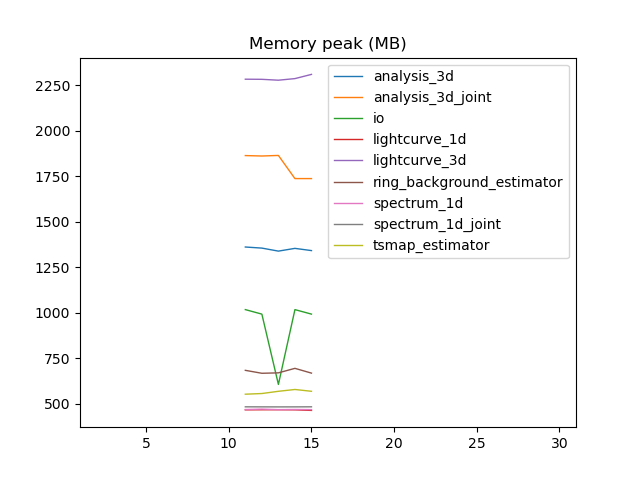 Memory peak (MB)
2250
2000
1750
1500
1250
1000
750
500
5
10
15
20
25
30
analysis_3d
analysis_3d_joint
io
lightcurve_1d
lightcurve_3d
ring_background_estimator
spectrum_1d
spectrum_1d_joint
tsmap_estimator